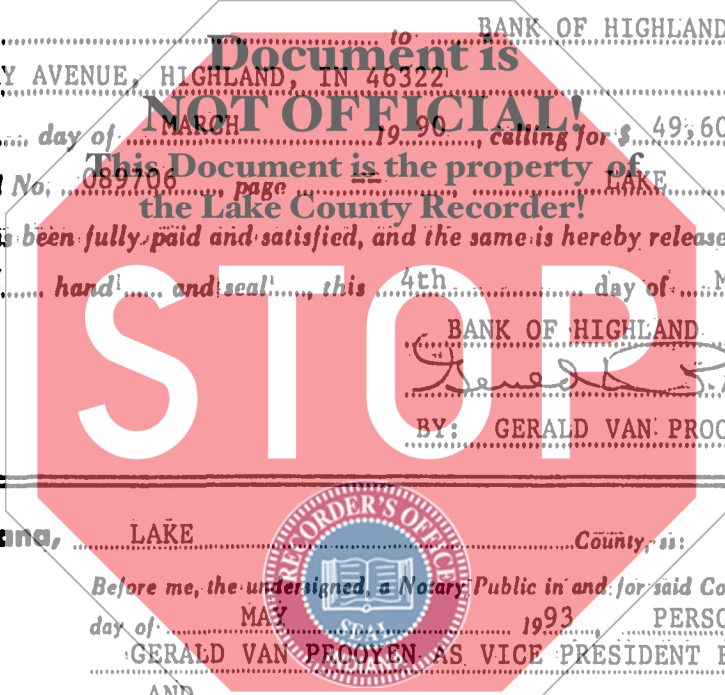 to BANK OF HIGHLAND
Document is
Y AVENUE, HIGHLAND, IN 46322
NOT OFFICIAL!
day of MARCH 19 90, calling for $ 49,60
This Document is the property of
No. 089706 page == LAKE
the Lake County Recorder!
s been fully paid and satisfied, and the same is hereby release
hand and seal, this 4th day of M
STOP
BANK OF HIGHLAND
BY: GERALD VAN PROO
ana, LAKE County, ss:
RECORDER'S OFFICE
Before me, the undersigned, a Notary Public in and for said Co
day of MAY 1993, PERSO
SEAL
GERALD VAN PROOYEN AS VICE PRESIDENT
INDIANA
AND